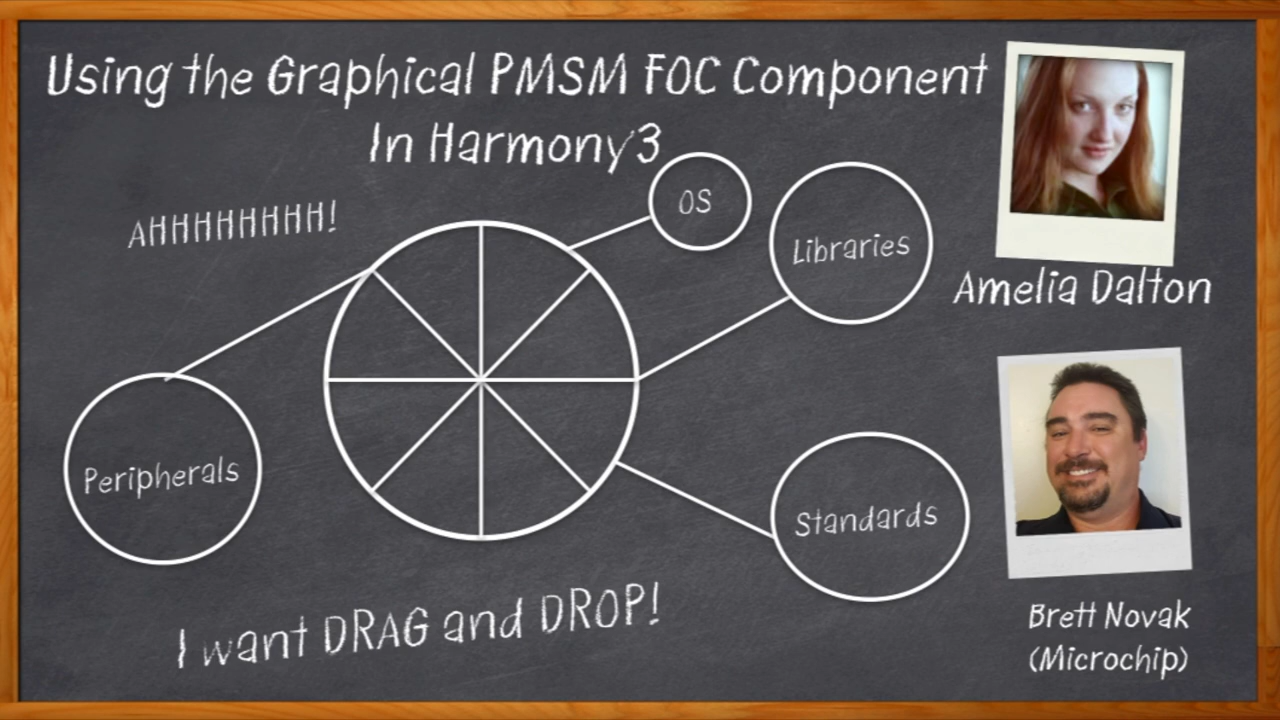 Using the Graphical PMSM FOC Component
In Harmony3
AHHHHHHHH!
OS
Libraries
Amelia Dalton
Peripherals
Standards
I want DRAG and DROP!
Brett Novak
(Microchip)